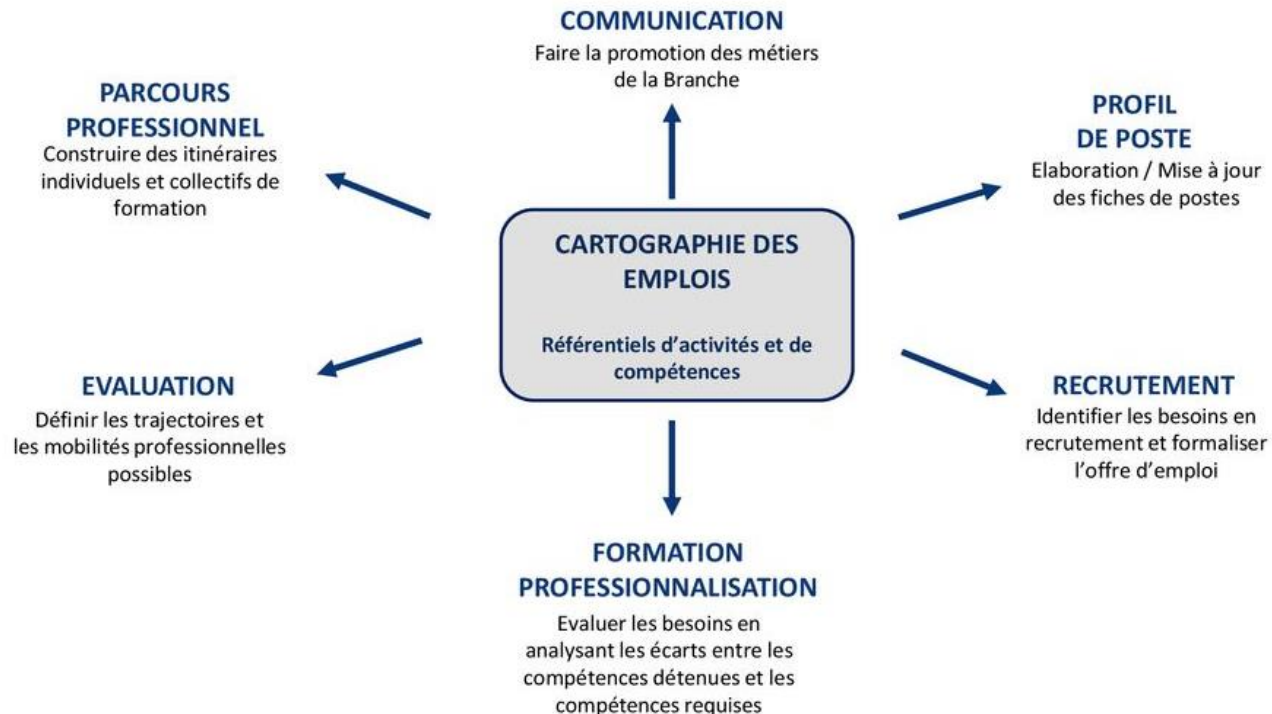 COMMUNICATION
Faire la promotion des métiers
de la Branche
PARCOURS
PROFESSIONNEL
Construire des itinéraires
individuels et collectifs de
formation
PROFIL
DE POSTE
Elaboration / Mise à jour
des fiches de postes
CARTOGRAPHIE DES
EMPLOIS
Référentiels d'activités et de
compétences
EVALUATION
Définir les trajectoires et
les mobilités professionnelles
possibles
RECRUTEMENT
Identifier les besoins en
recrutement et formaliser
l'offre d'emploi
FORMATION
PROFESSIONNALISATION
Evaluer les besoins en
analysant les écarts entre les
compétences détenues et les
compétences requises